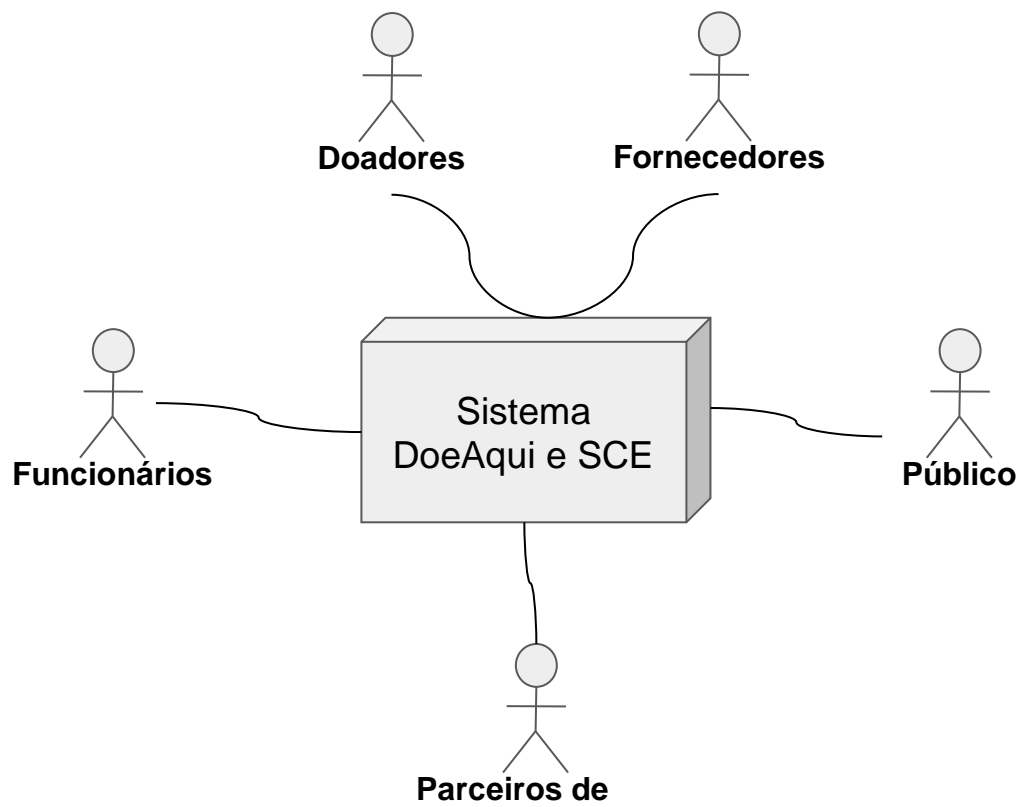 Doadores
Fornecedores
Sistema
DoeAqui e SCE
Funcionários
Público
Parceiros de